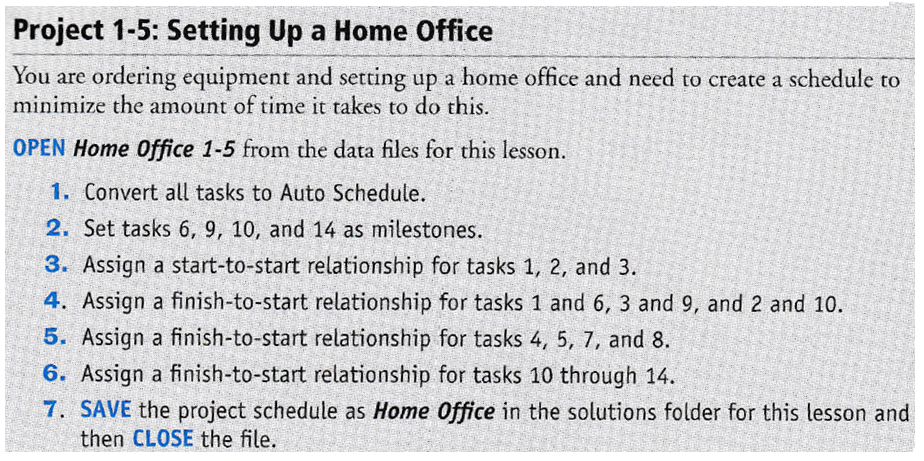 Project 1-5: Setting Up a Home Office
You are ordering equipment and setting up a home office and need to create a schedule to
minimize the amount of time it takes to do this.
OPEN Home Office 1-5 from the data files for this lesson.
1. Convert all tasks to Auto Schedule.
2. Set tasks 6, 9, 10, and 14 as milestones.
3. Assign a start-to-start relationship for tasks 1, 2, and 3.
4. Assign a finish-to-start relationship for tasks 1 and 6, 3 and 9, and 2 and 10.
5. Assign a finish-to-start relationship for tasks 4, 5, 7, and 8.
6. Assign a finish-to-start relationship for tasks 10 through 14.
7. SAVE the project schedule as Home Office in the solutions folder for this lesson and
then CLOSE the file.